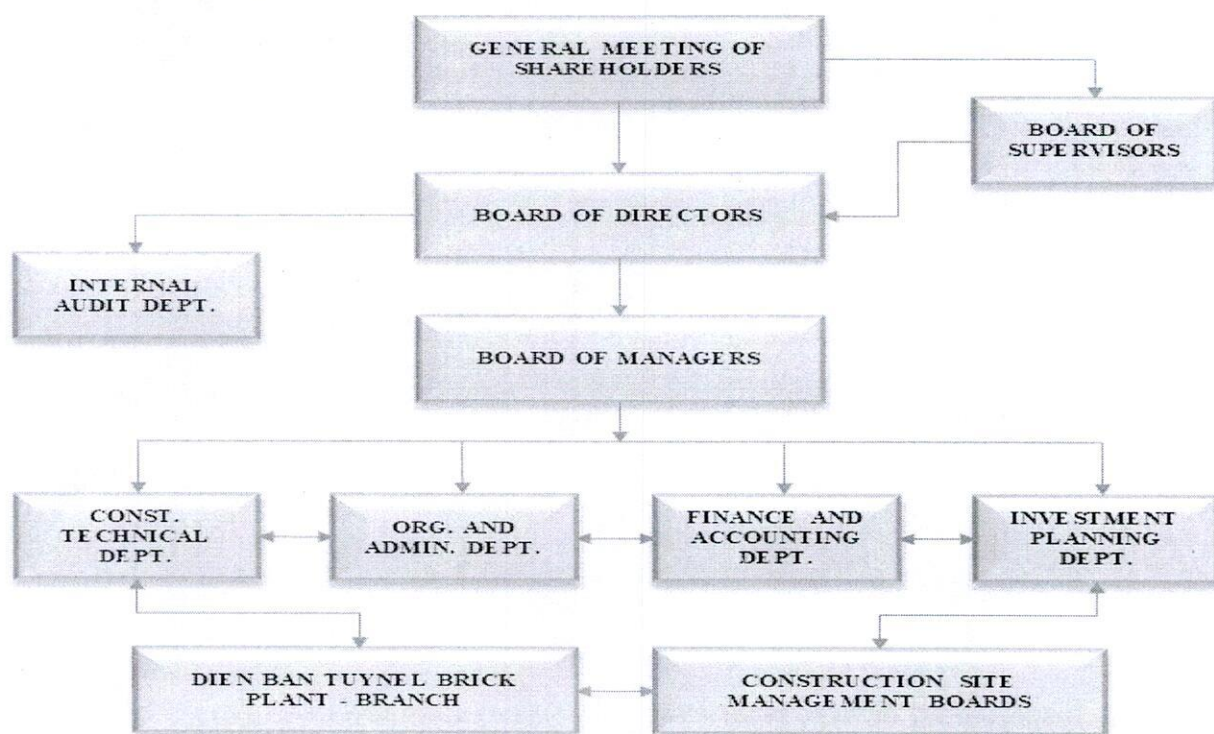 GENERAL MEETING OF
SHAREHOLDERS
BOARD OF
SUPERVISORS
BOARD OF DIRECTORS
INTERNAL
AUDIT DEPT.
BOARD OF MANAGERS
CONST.
TECHNICAL
DEPT.
ORG. AND
ADMIN. DEPT.
FINANCE AND
ACCOUNTING
DEPT.
INVESTMENT
PLANNING
DEPT.
DIEN BAN TUYNEL BRICK
PLANT - BRANCH
CONSTRUCTION SITE
MANAGEMENT BOARDS